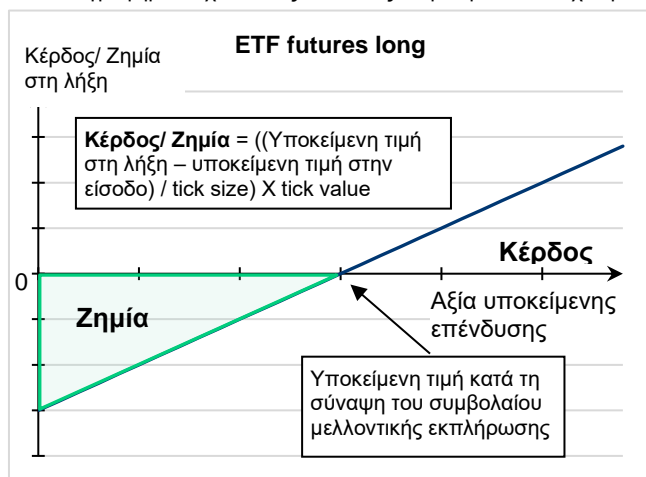 ETF futures long
Κέρδος/ Ζημία
στη λήξη
Κέρδος/ Ζημία = ((Υποκείμενη τιμή
στη λήξη – υποκείμενη τιμή στην
είσοδο) / tick size) X tick value
Κέρδος
0
Ζημία
Αξία υποκείμενης
επένδυσης
Υποκείμενη τιμή κατά τη
σύναψη του συμβολαίου
μελλοντικής εκπλήρωσης